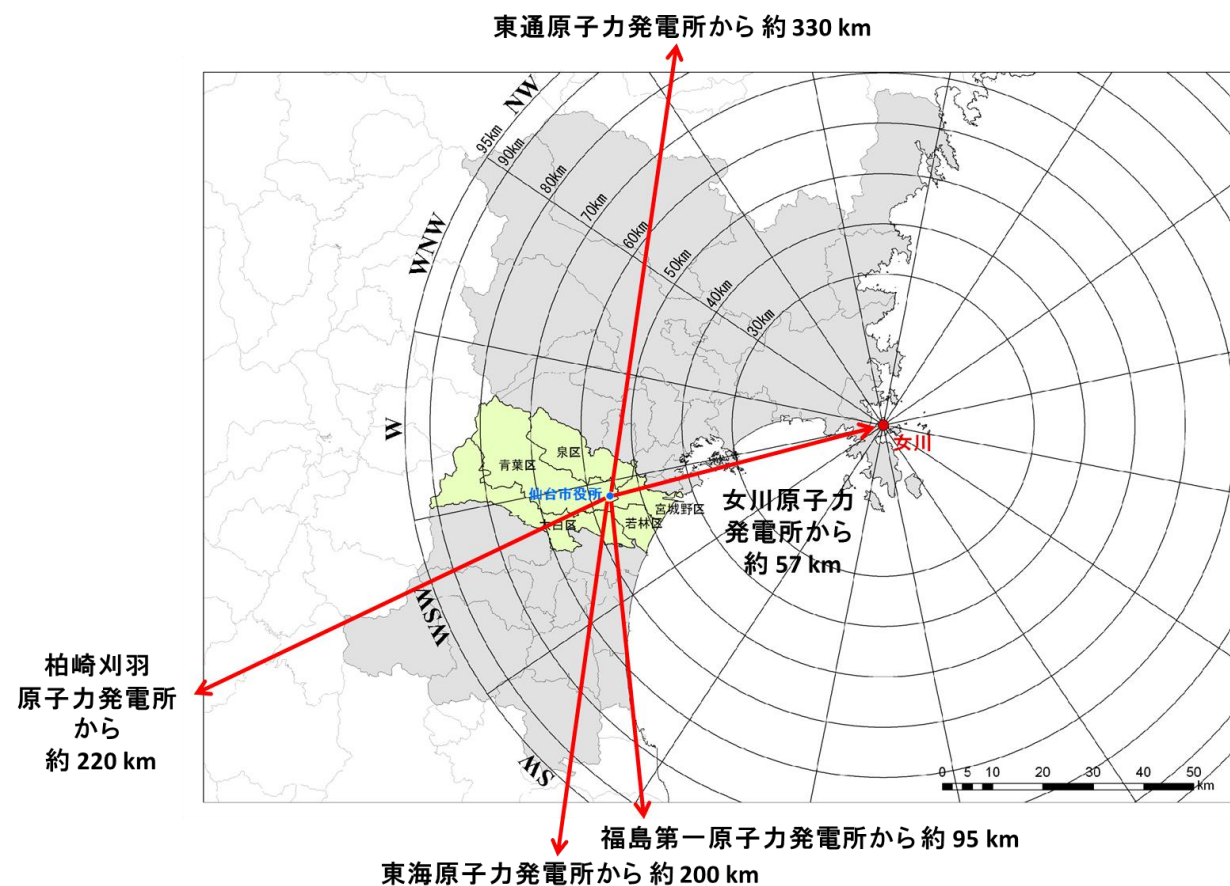 東通原子力発電所から 約 330 km
NW
95km
90km
80km
70km
60km
50km
40km
30km
WNW
W
青葉区
泉区
仙台市役所
宮城野区
若林区
女川
女川原子力
発電所から
約 57 km
WSW
柏崎刈羽
原子力発電所
から
約 220 km
SW
0 5 10 20 30 40 50
km
福島第一原子力発電所から 約 95 km
東海原子力発電所から 約 200 km